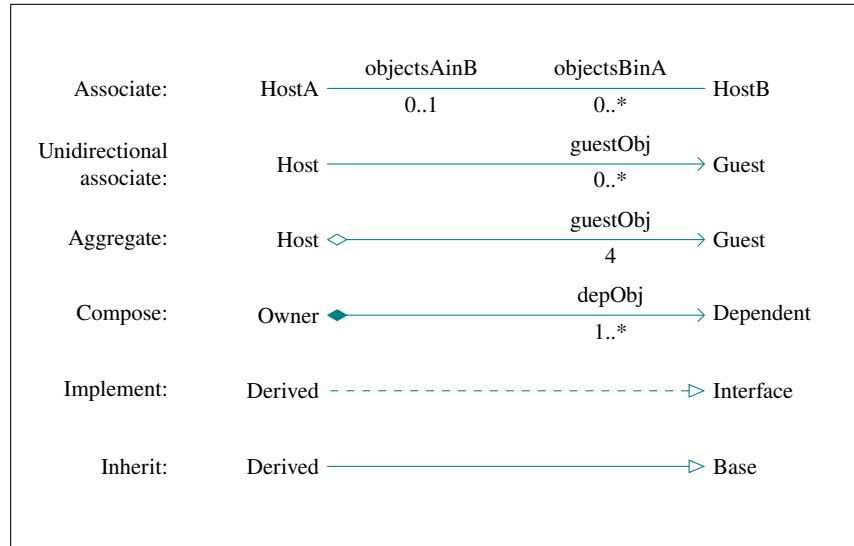 objectsAinB objectsBinA
Associate: HostA HostB
0..1 0..*
Unidirectional
associate: Host guestObj Guest
0..*
Aggregate: Host guestObj Guest
4
Compose: Owner depObj Dependent
1..*
Implement: Derived Interface
Inherit: Derived Base